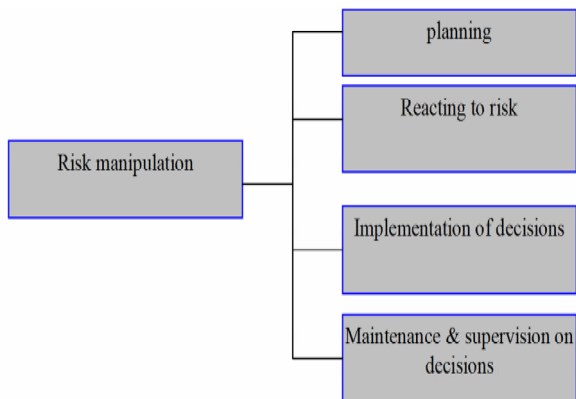 planning
Reacting to risk
Risk manipulation
Implementation of decisions
Maintenance & supervision on
decisions